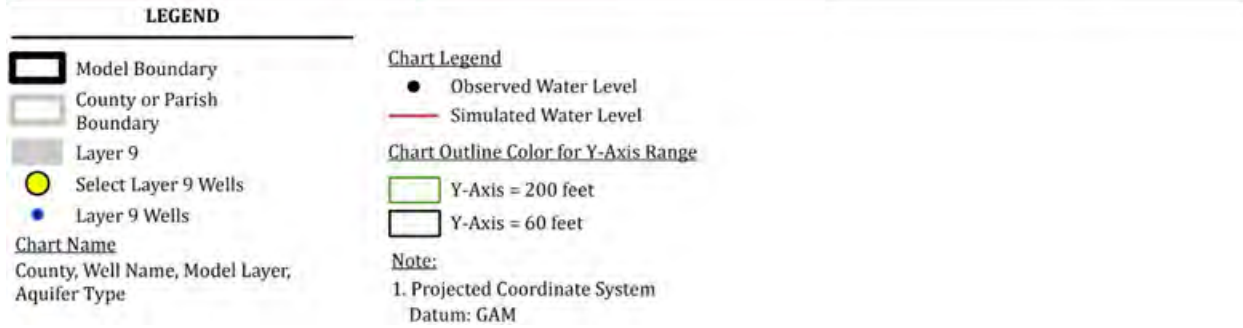 LEGEND
Model Boundary
County or Parish
Boundary
Layer 9
Select Layer 9 Wells
Layer 9 Wells
Chart Name
County, Well Name, Model Layer,
Aquifer Type
Chart Legend
Observed Water Level
Simulated Water Level
Chart Outline Color for Y-Axis Range
Y-Axis = 200 feet
Y-Axis = 60 feet
Note:
1. Projected Coordinate System
Datum: GAM